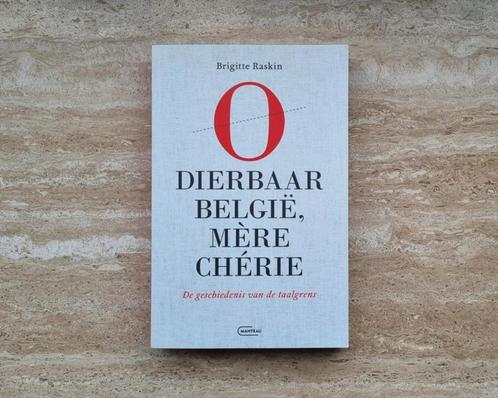 Brigitte Raskin
O
DIERBAAR
BELGIË,
MÈRE
CHÉRIE
De geschiedenis van de taalgrens
MANTEAU